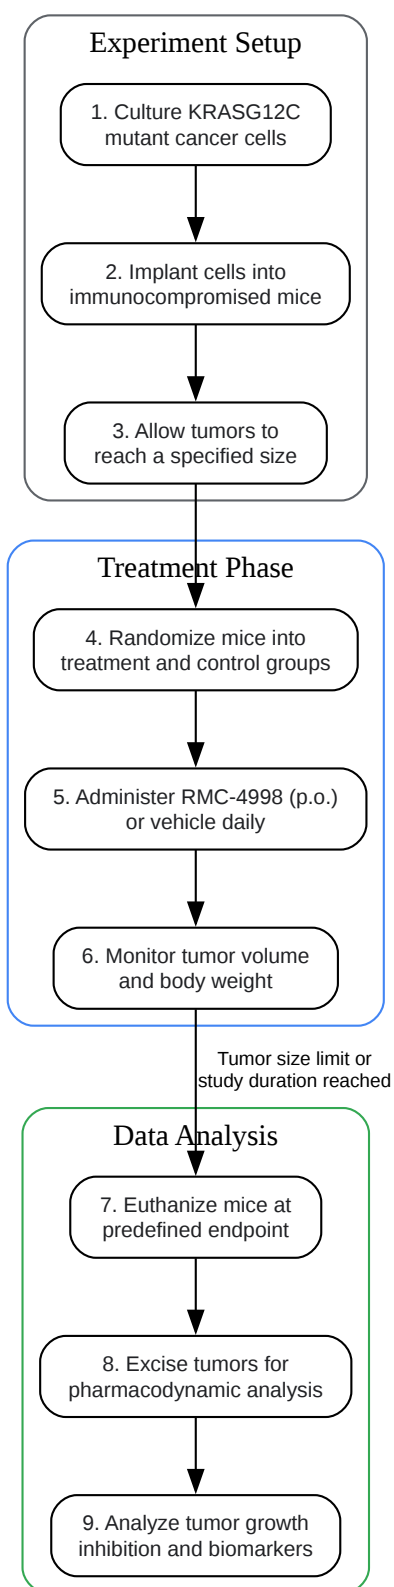 Experiment Setup
1. Culture KRASG12C
mutant cancer cells
2. Implant cells into
immunocompromised mice
3. Allow tumors to
reach a specified size
Treatment Phase
4. Randomize mice into
treatment and control groups
5. Administer RMC-4998 (p.o.)
or vehicle daily
6. Monitor tumor volume
and body weight
Tumor size limit or
study duration reached
Data Analysis
7. Euthanize mice at
predefined endpoint
8. Excise tumors for
pharmacodynamic analysis
9. Analyze tumor growth
inhibition and biomarkers